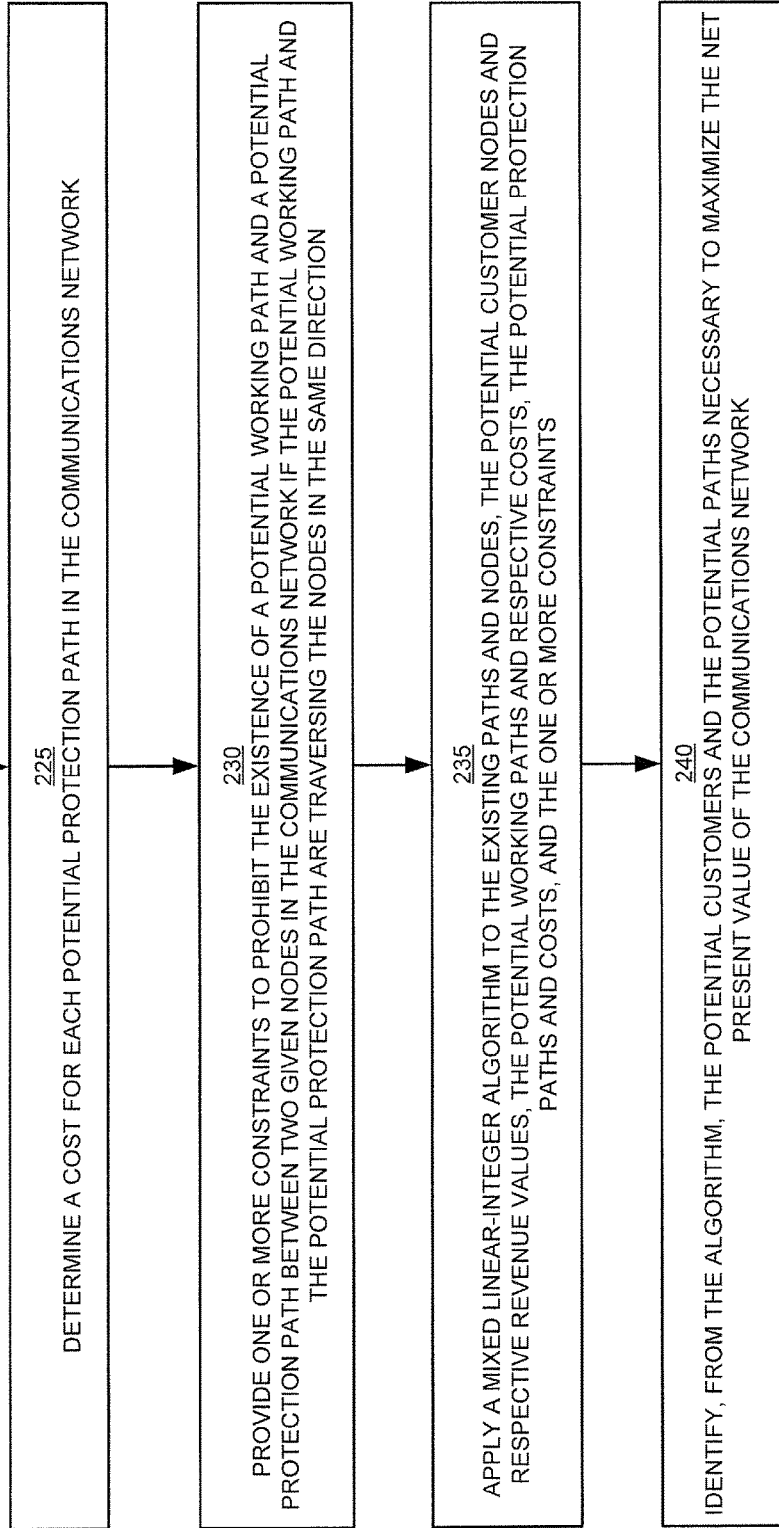 225
DETERMINE A COST FOR EACH POTENTIAL PROTECTION PATH IN THE COMMUNICATIONS NETWORK
230
PROVIDE ONE OR MORE CONSTRAINTS TO PROHIBIT THE EXISTENCE OF A POTENTIAL WORKING PATH AND A POTENTIAL
PROTECTION PATH BETWEEN TWO GIVEN NODES IN THE COMMUNICATIONS NETWORK IF THE POTENTIAL WORKING PATH AND
THE POTENTIAL PROTECTION PATH ARE TRAVERSING THE NODES IN THE SAME DIRECTION
235
APPLY A MIXED LINEAR-INTEGER ALGORITHM TO THE EXISTING PATHS AND NODES, THE POTENTIAL CUSTOMER NODES AND
RESPECTIVE REVENUE VALUES, THE POTENTIAL WORKING PATHS AND RESPECTIVE COSTS, THE POTENTIAL PROTECTION
PATHS AND COSTS, AND THE ONE OR MORE CONSTRAINTS
240
IDENTIFY, FROM THE ALGORITHM, THE POTENTIAL CUSTOMERS AND THE POTENTIAL PATHS NECESSARY TO MAXIMIZE THE NET
PRESENT VALUE OF THE COMMUNICATIONS NETWORK